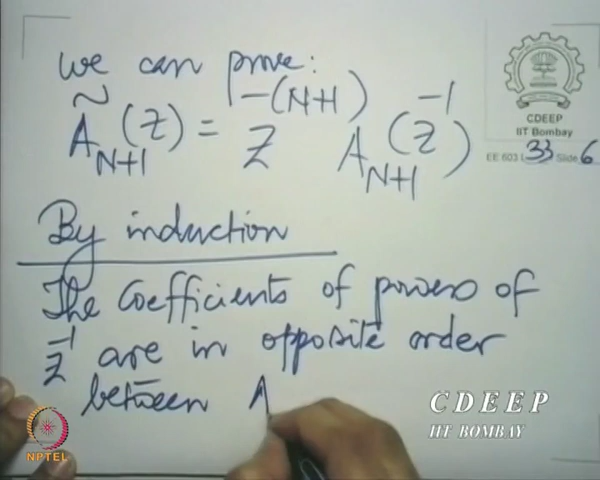 we can prove:
Ã_{N+1}(z) = z^{-(N+1)} A_{N+1}(z^{-1})
By induction
The coefficients of powers of
z^{-1} are in opposite order
between A
CDEEP
IIT Bombay
EE 603 L 33 Slide 6
CDEEP
IIT BOMBAY
NPTEL